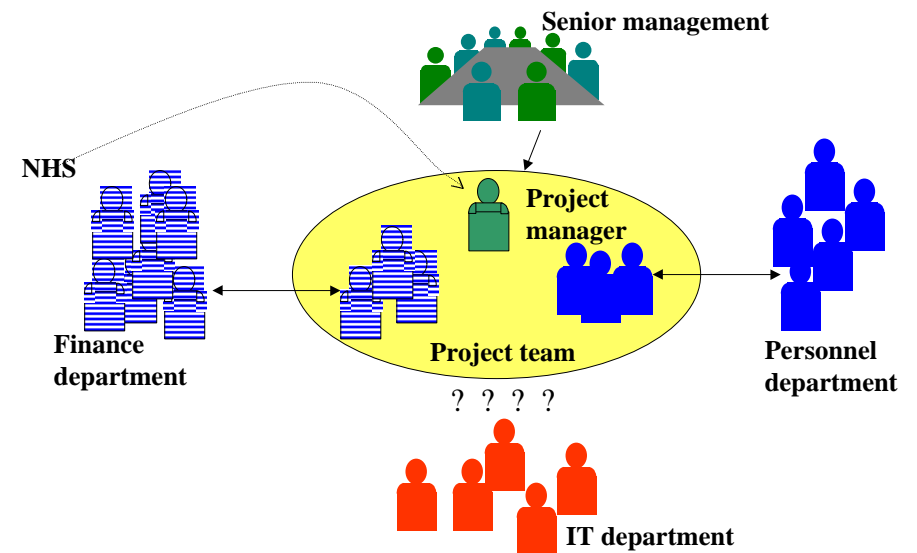 Senior management
NHS
Project
manager
Finance
department
Project team
Personnel
department
? ? ? ?
IT department